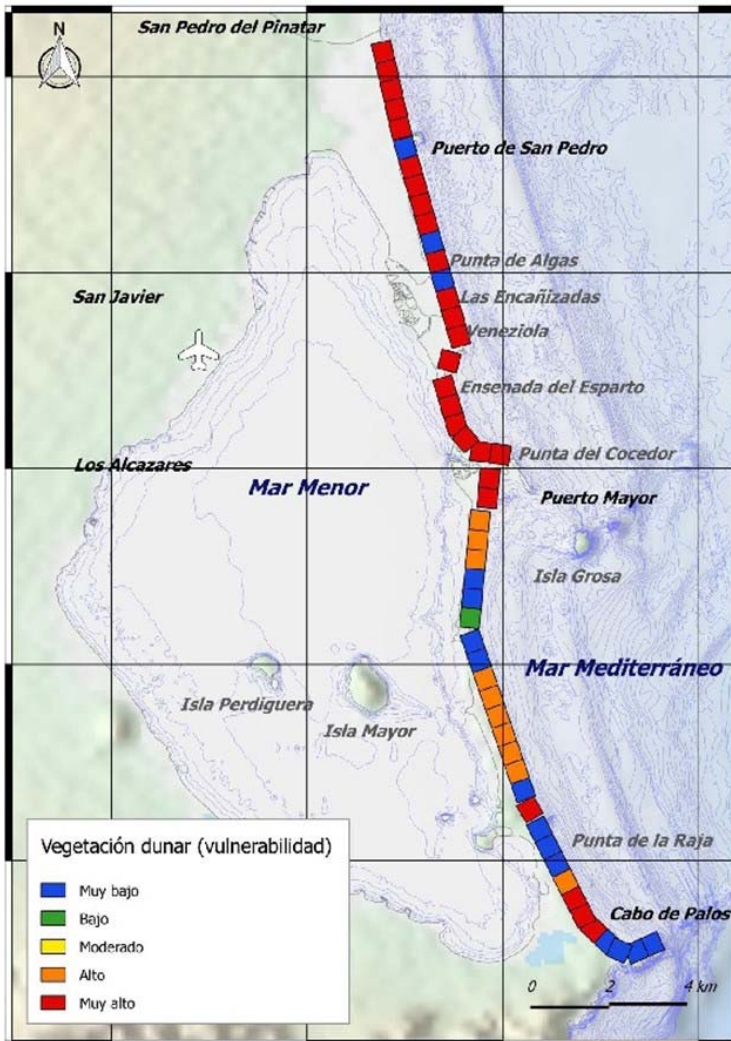 San Pedro del Pinatar
N
Puerto de San Pedro
Punta de Algas
San Javier
Las Encañizadas
Veneziola
Ensenada del Esparto
Punta del Cocedor
Los Alcazares
Mar Menor
Puerto Mayor
Isla Grosa
Mar Mediterráneo
Isla Perdiguera
Isla Mayor
Vegetación dunar (vulnerabilidad)
Muy bajo
Bajo
Moderado
Alto
Muy alto
Punta de la Raja
Cabo de Palos
0 2 4 km